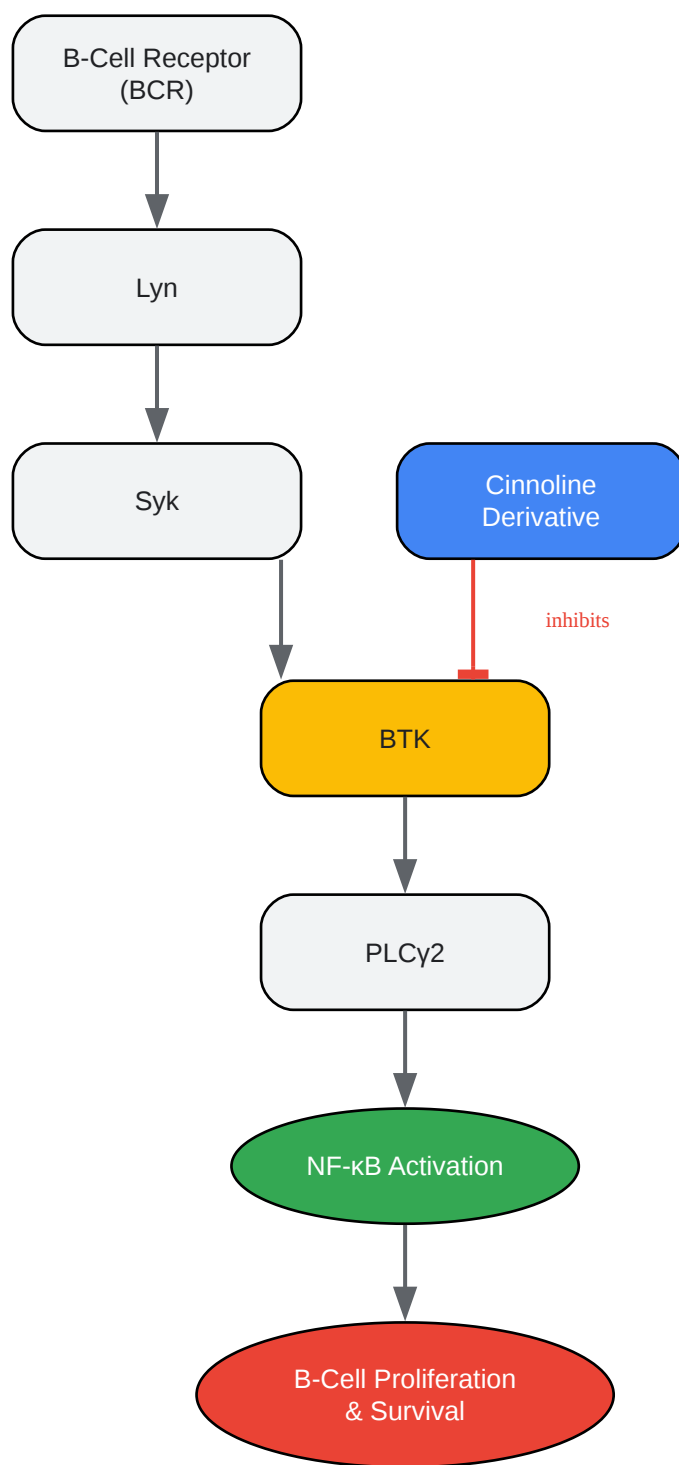 B-Cell Receptor
(BCR)
Lyn
Syk
Cinnoline
Derivative
inhibits
BTK
PLCγ2
NF-κB Activation
B-Cell Proliferation
& Survival